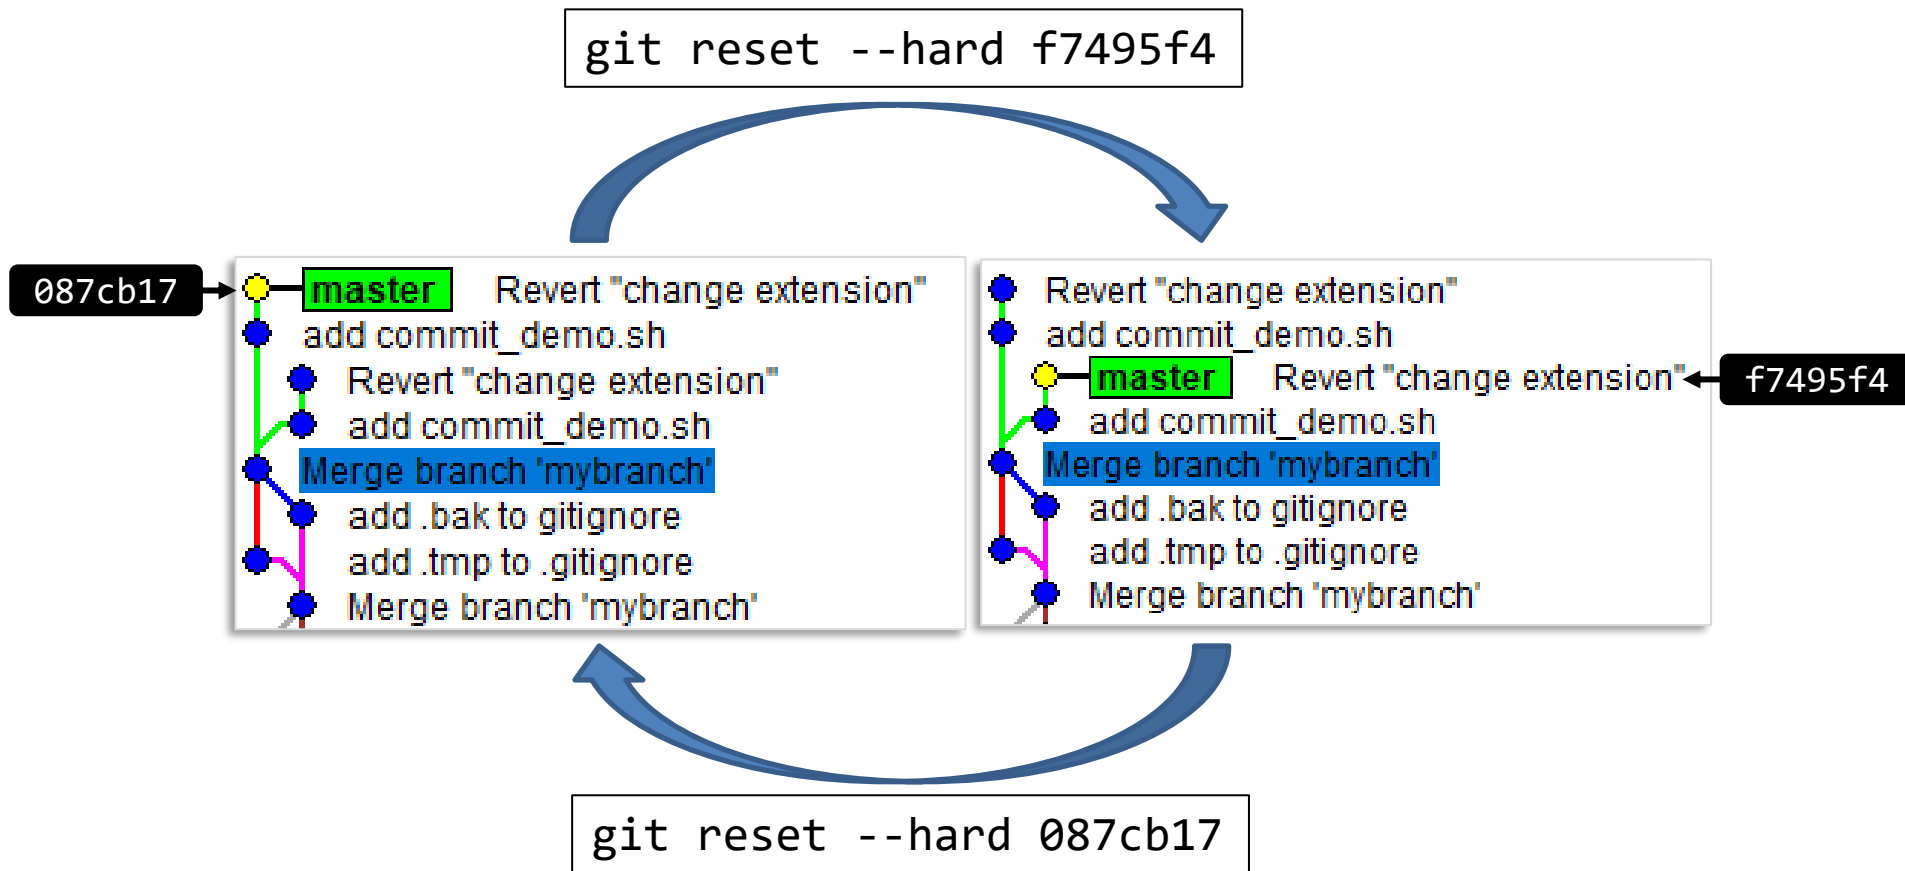 git reset --hard f7495f4
087cb17
master Revert "change extension"
add commit_demo.sh
Revert "change extension"
add commit_demo.sh
Merge branch 'mybranch'
add .bak to gitignore
add .tmp to .gitignore
Merge branch 'mybranch'
Revert "change extension"
add commit_demo.sh
master Revert "change extension"
add commit_demo.sh
Merge branch 'mybranch'
add .bak to gitignore
add .tmp to .gitignore
Merge branch 'mybranch'
f7495f4
git reset --hard 087cb17